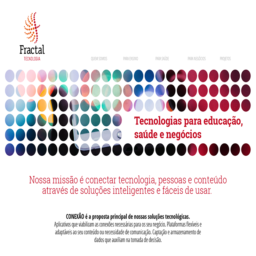 Fractal
TECNOLOGIA
Tecnologias para educação,
saúde e negócios
Nossa missão é conectar tecnologia, pessoas e conteúdo
através de soluções inteligentes e fáceis de usar.
CONEXÃO é a proposta principal de nossas soluções tecnológicas.
Aplicativos que viabilizam as conexões necessárias para os seu negócio. Plataformas flexíveis e
adaptáveis ao seu conteúdo ou necessidade de comunicação. Captação e armazenamento de
dados que auxiliam na tomada de decisão.